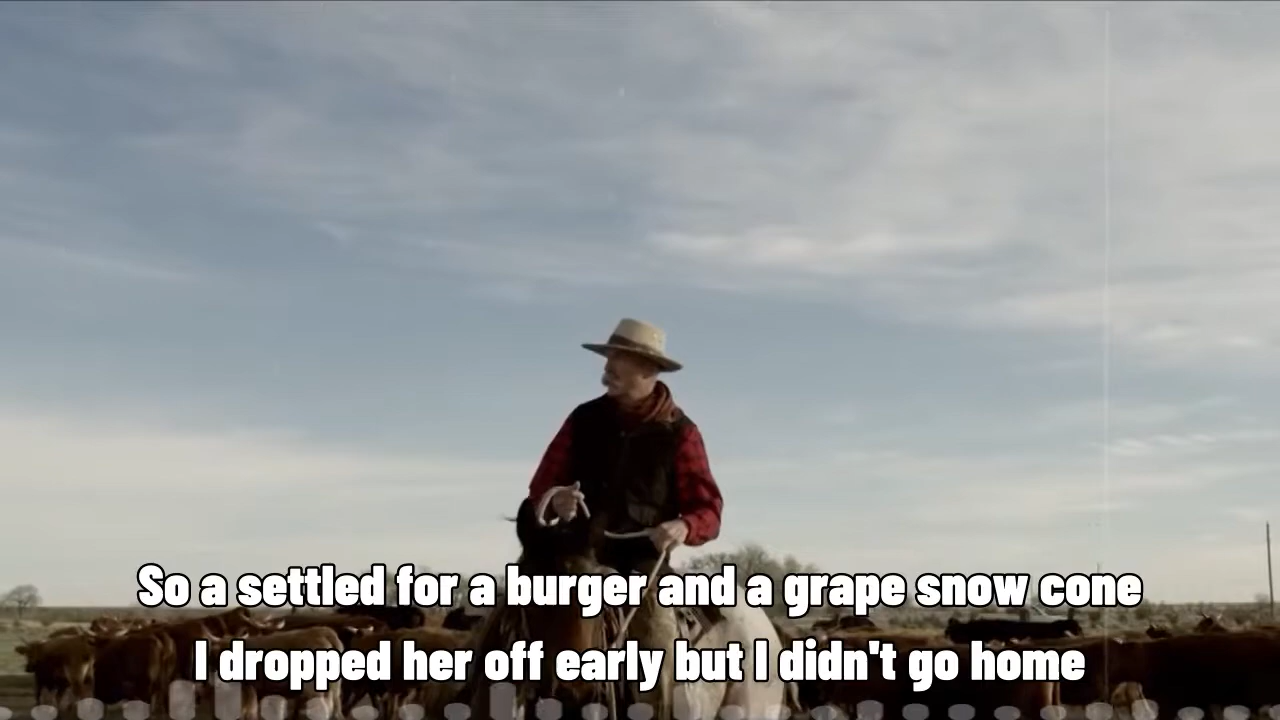 So a settled for a burger and a grape snow cone
I dropped her off early but I didn't go home